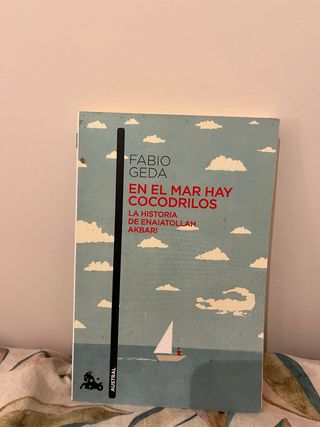 FABIO
GEDA
EN EL MAR HAY
COCODRILOS
LA HISTORIA
DE ENAIATOLLAH
AKBARI
AUSTRAL